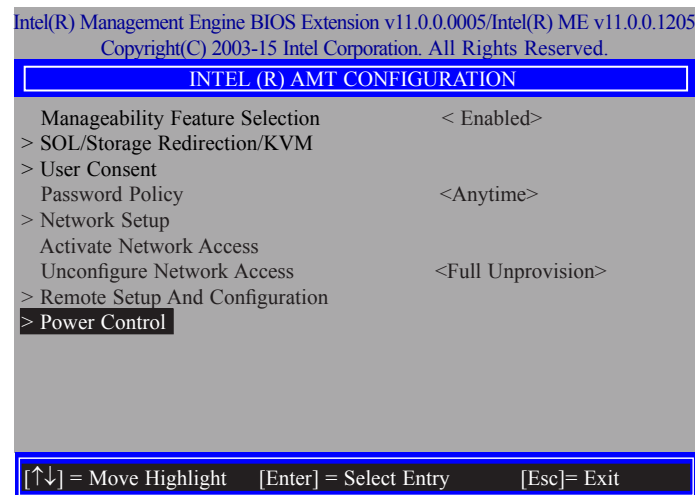 Intel(R) Management Engine BIOS Extension v11.0.0.0005/Intel(R) ME v11.0.0.1205
Copyright(C) 2003-15 Intel Corporation. All Rights Reserved.
INTEL (R) AMT CONFIGURATION
Manageability Feature Selection < Enabled>
> SOL/Storage Redirection/KVM
> User Consent
Password Policy <Anytime>
> Network Setup
Activate Network Access
Unconfigure Network Access <Full Unprovision>
> Remote Setup And Configuration
> Power Control
[↑↓] = Move Highlight [Enter] = Select Entry [Esc]= Exit